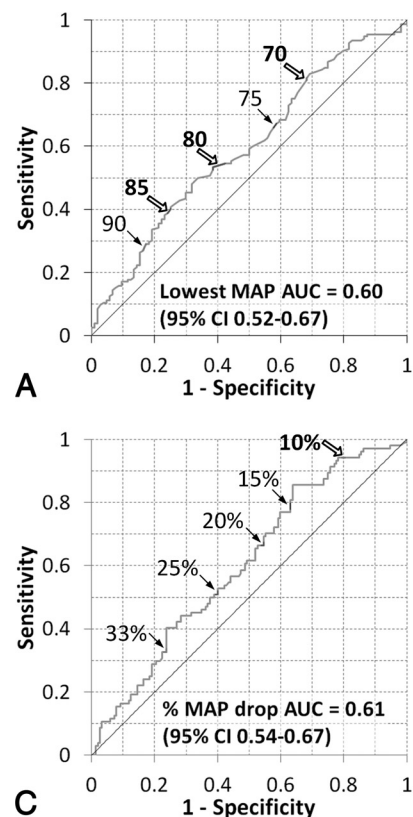 1
0.8
0.6
0.4
0.2
0
Sensitivity
70
75
80
85
90
Lowest MAP AUC = 0.60
(95% CI 0.52-0.67)
0 0.2 0.4 0.6 0.8 1
1 - Specificity
A
1
0.8
0.6
0.4
0.2
0
Sensitivity
10%
15%
20%
25%
33%
% MAP drop AUC = 0.61
(95% CI 0.54-0.67)
0 0.2 0.4 0.6 0.8 1
1 - Specificity
C